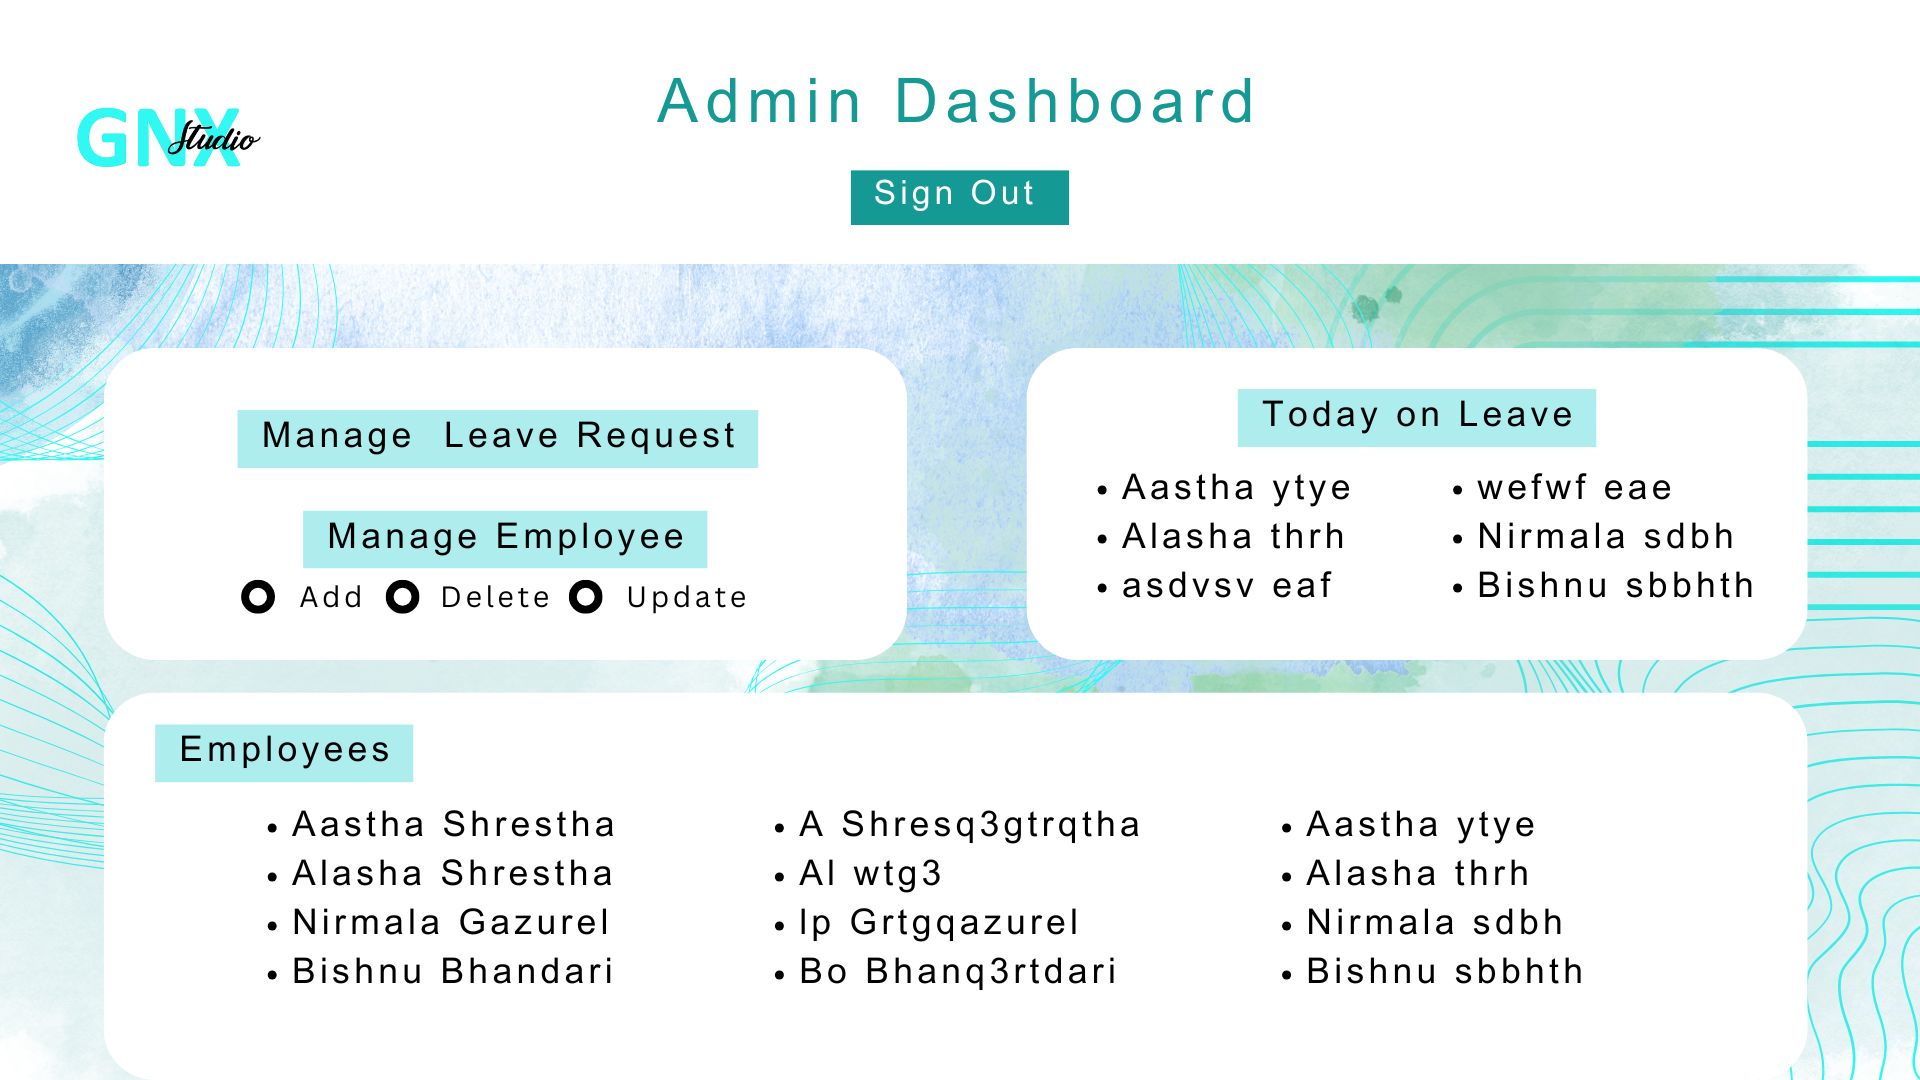 Admin Dashboard
GNX
Studio
Sign Out
Manage Leave Request
Manage Employee
Add Delete Update
Today on Leave
• Aastha ytye
• Alasha thrh
• asdvsv eaf
• wefwf eae
• Nirmala sdbh
• Bishnu sbbhth
Employees
• Aastha Shrestha
• Alasha Shrestha
• Nirmala Gazurel
• Bishnu Bhandari
• A Shresq3gtrqtha
• Al wtg3
• lp Grtgqazurel
• Bo Bhanq3rtdari
• Aastha ytye
• Alasha thrh
• Nirmala sdbh
• Bishnu sbbhth